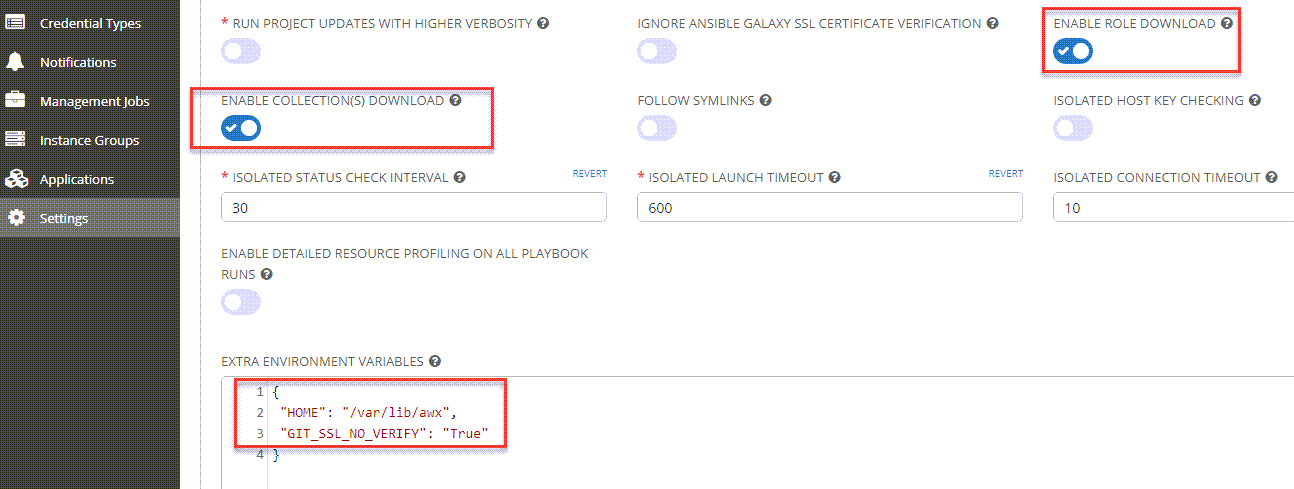 Credential Types
Notifications
Management Jobs
Instance Groups
Applications
Settings
* RUN PROJECT UPDATES WITH HIGHER VERBOSITY ?
IGNORE ANSIBLE GALAXY SSL CERTIFICATE VERIFICATION ?
ENABLE ROLE DOWNLOAD ?
ENABLE COLLECTION(S) DOWNLOAD ?
FOLLOW SYMLINKS ?
ISOLATED HOST KEY CHECKING ?
* ISOLATED STATUS CHECK INTERVAL ? REVERT
30
* ISOLATED LAUNCH TIMEOUT ? REVERT
600
ISOLATED CONNECTION TIMEOUT ?
10
ENABLE DETAILED RESOURCE PROFILING ON ALL PLAYBOOK
RUNS ?
EXTRA ENVIRONMENT VARIABLES ?
1 {
2 "HOME": "/var/lib/awx",
3 "GIT_SSL_NO_VERIFY": "True"
4 }